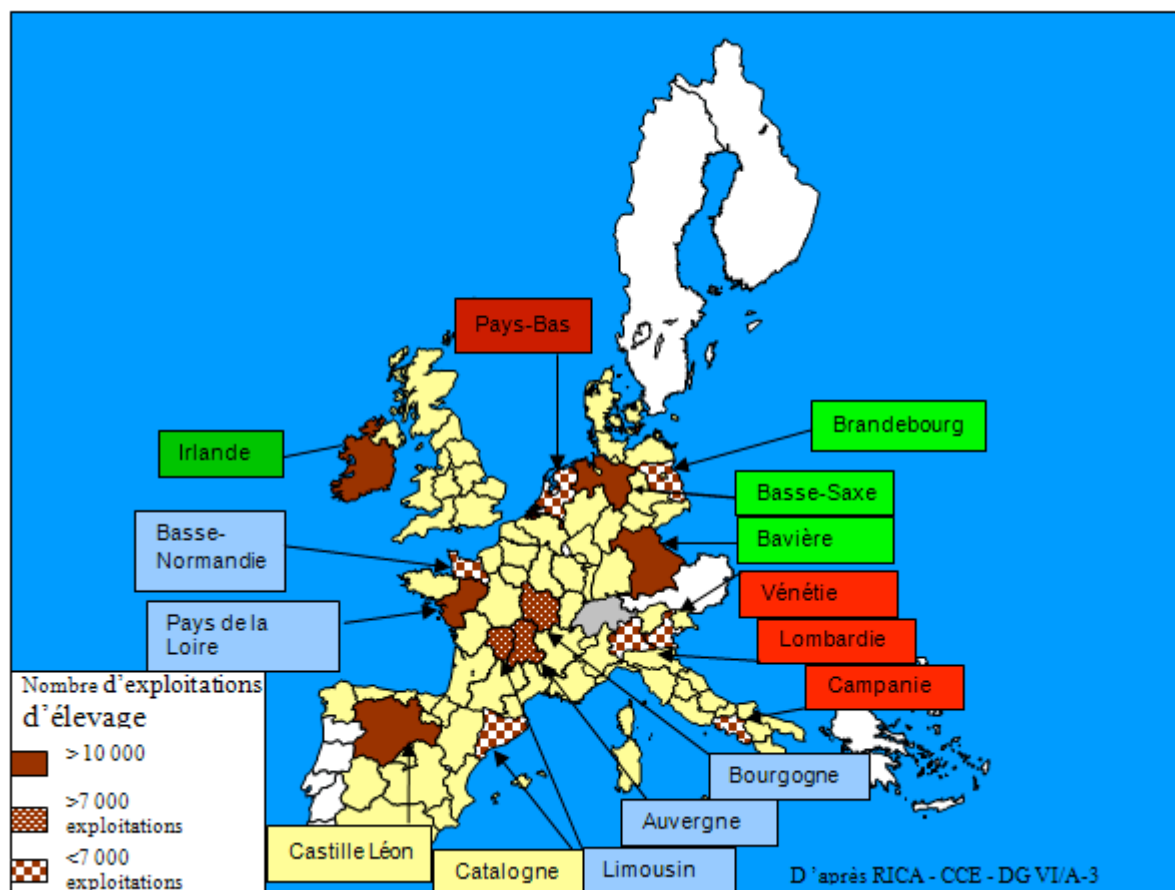 Pays-Bas
Brandebourg
Irlande
Basse-Saxe
Basse-
Normandie
Bavière
Vénétie
Pays de la
Loire
Lombardie
Campanie
Nombre d'exploitations
d'élevage
> 10 000
>7 000
exploitations
<7 000
exploitations
Bourgogne
Auvergne
Castille Léon
Catalogne
Limousin
D 'après RICA - CCE - DG VI/A-3